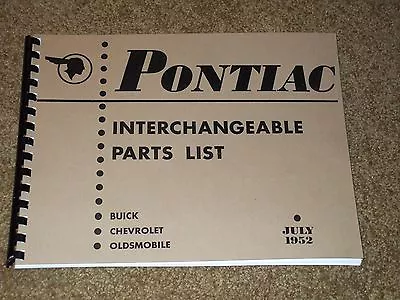 PONTIAC
INTERCHANGEABLE
PARTS LIST
BUICK
CHEVROLET
OLDSMOBILE
JULY
1952